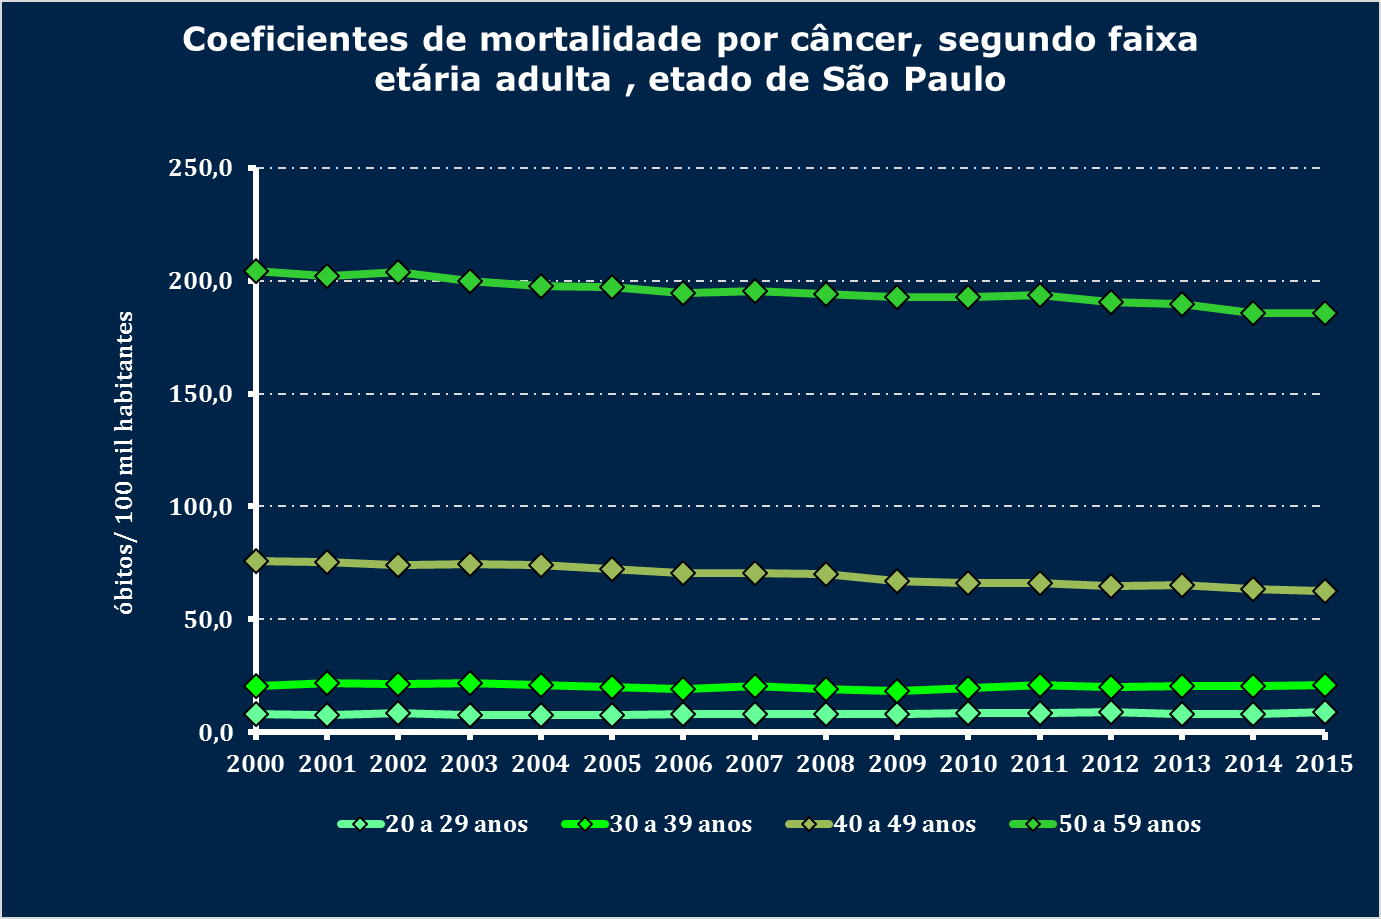 Coeficientes de mortalidade por câncer, segundo faixa
etária adulta , etado de São Paulo
250,0
200,0
150,0
100,0
50,0
0,0
óbitos/ 100 mil habitantes
2000 2001 2002 2003 2004 2005 2006 2007 2008 2009 2010 2011 2012 2013 2014 2015
20 a 29 anos 30 a 39 anos 40 a 49 anos 50 a 59 anos